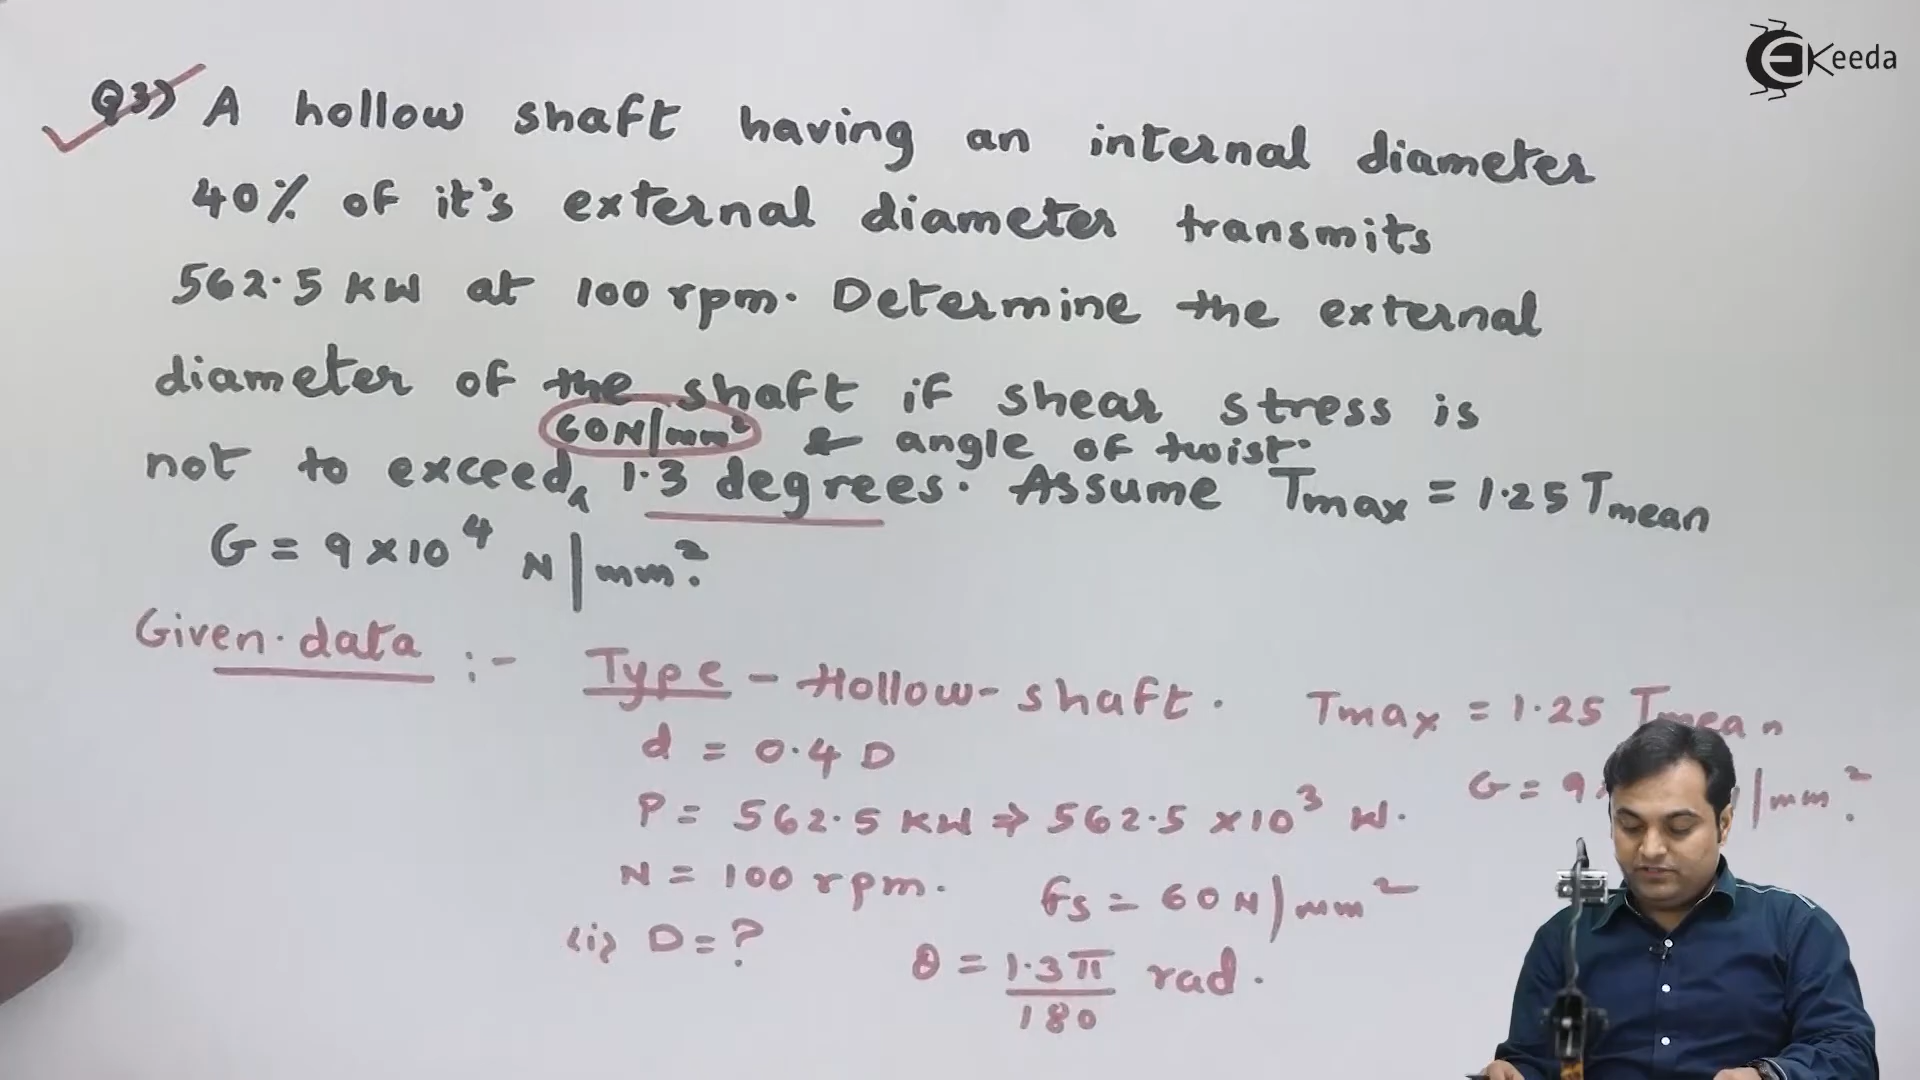 Keeda
Q3) A hollow shaft having an internal diameter
40% of it's external diameter transmits
562.5 KW at 100 rpm. Determine the external
diameter of the shaft if shear stress is
60N/mm² & angle of twist.
not to exceed 1.3 degrees. Assume Tmax = 1.25 Tmean
G = 9 × 10⁴ N/mm².
Given data :- Type - Hollow-shaft. Tmax = 1.25 Tmean
d = 0.4 D
G = 9 /mm².
P = 562.5 KW ⇒ 562.5 × 10³ W.
N = 100 rpm. fs = 60 N/mm²
(i) D = ? θ = 1.3π/180 rad.